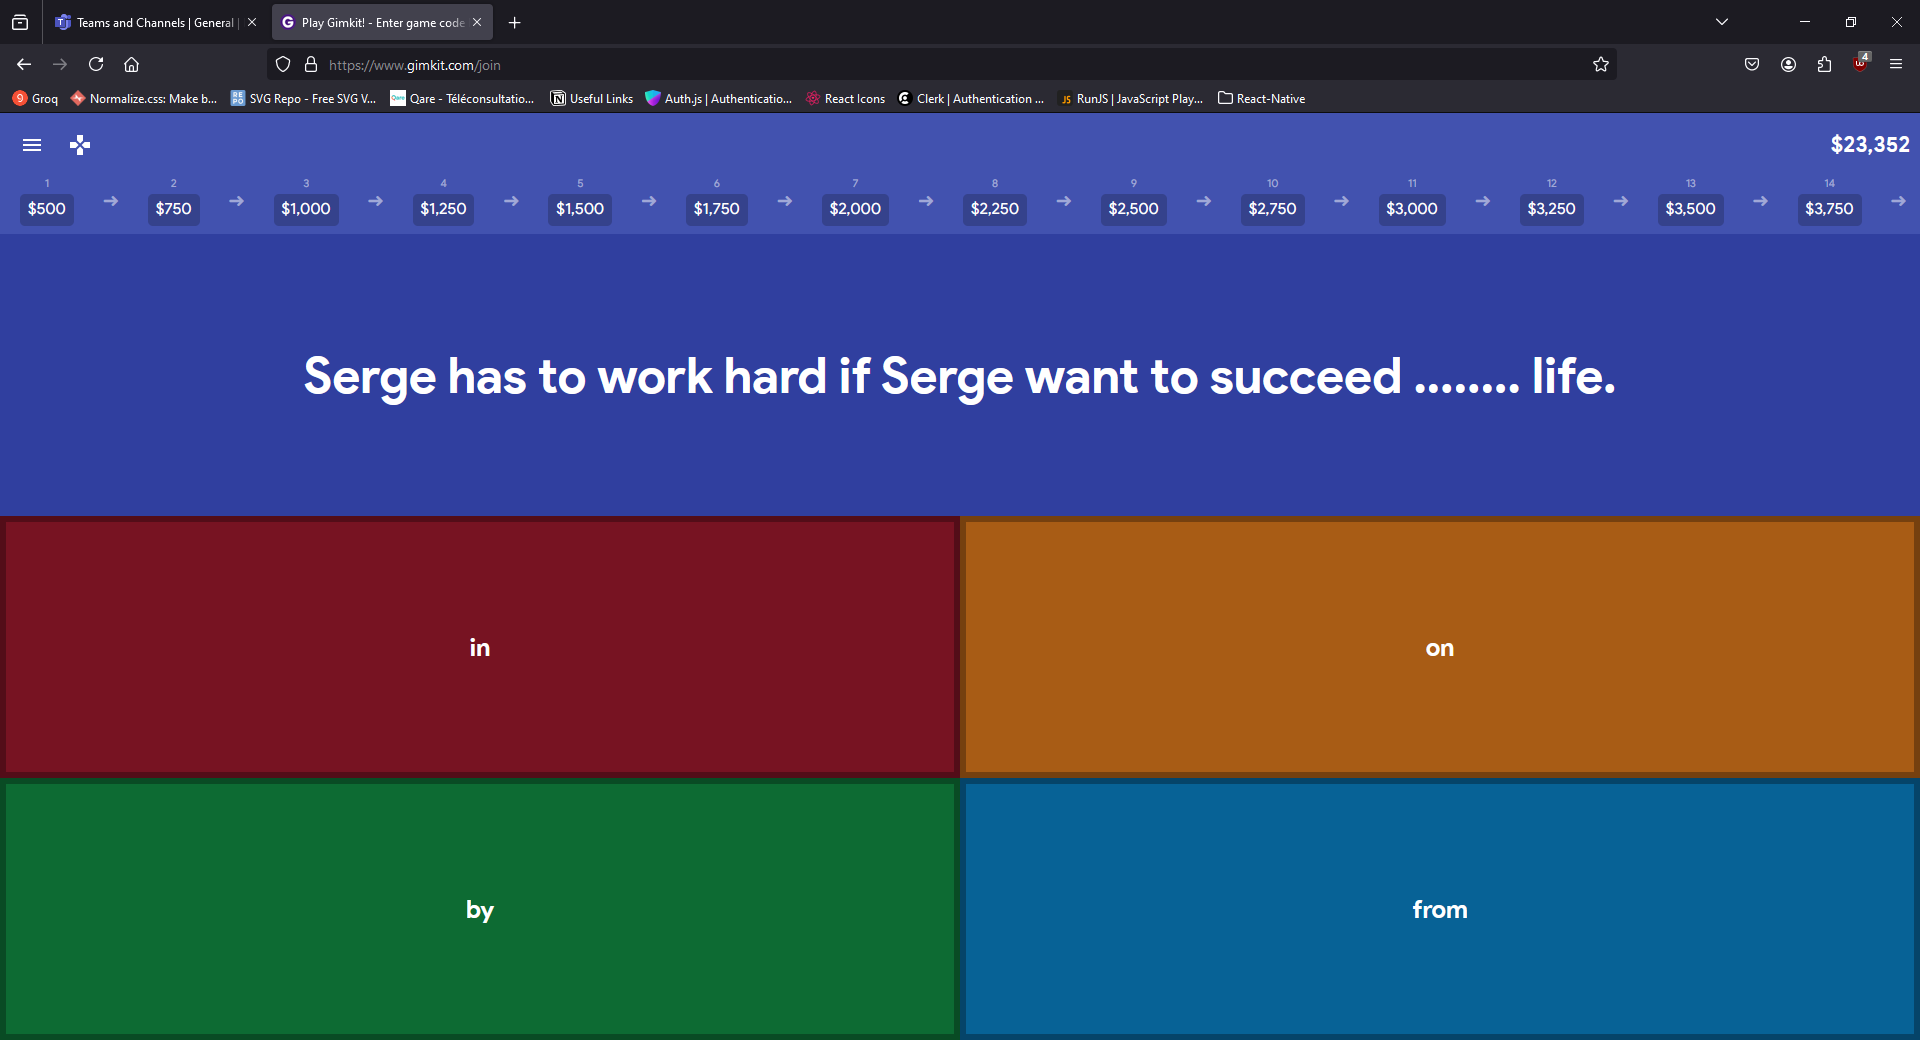 Teams and Channels | General |
Play Gimkit! - Enter game code
https://www.gimkit.com/join
4
Groq
Normalize.css: Make b...
SVG Repo - Free SVG V...
Qare - Téléconsultatio...
Useful Links
Auth.js | Authenticatio...
React Icons
Clerk | Authentication ...
RunJS | JavaScript Play...
React-Native
$23,352
1 2 3 4 5 6 7 8 9 10 11 12 13 14
$500 $750 $1,000 $1,250 $1,500 $1,750 $2,000 $2,250 $2,500 $2,750 $3,000 $3,250 $3,500 $3,750
Serge has to work hard if Serge want to succeed ........ life.
in
on
by
from